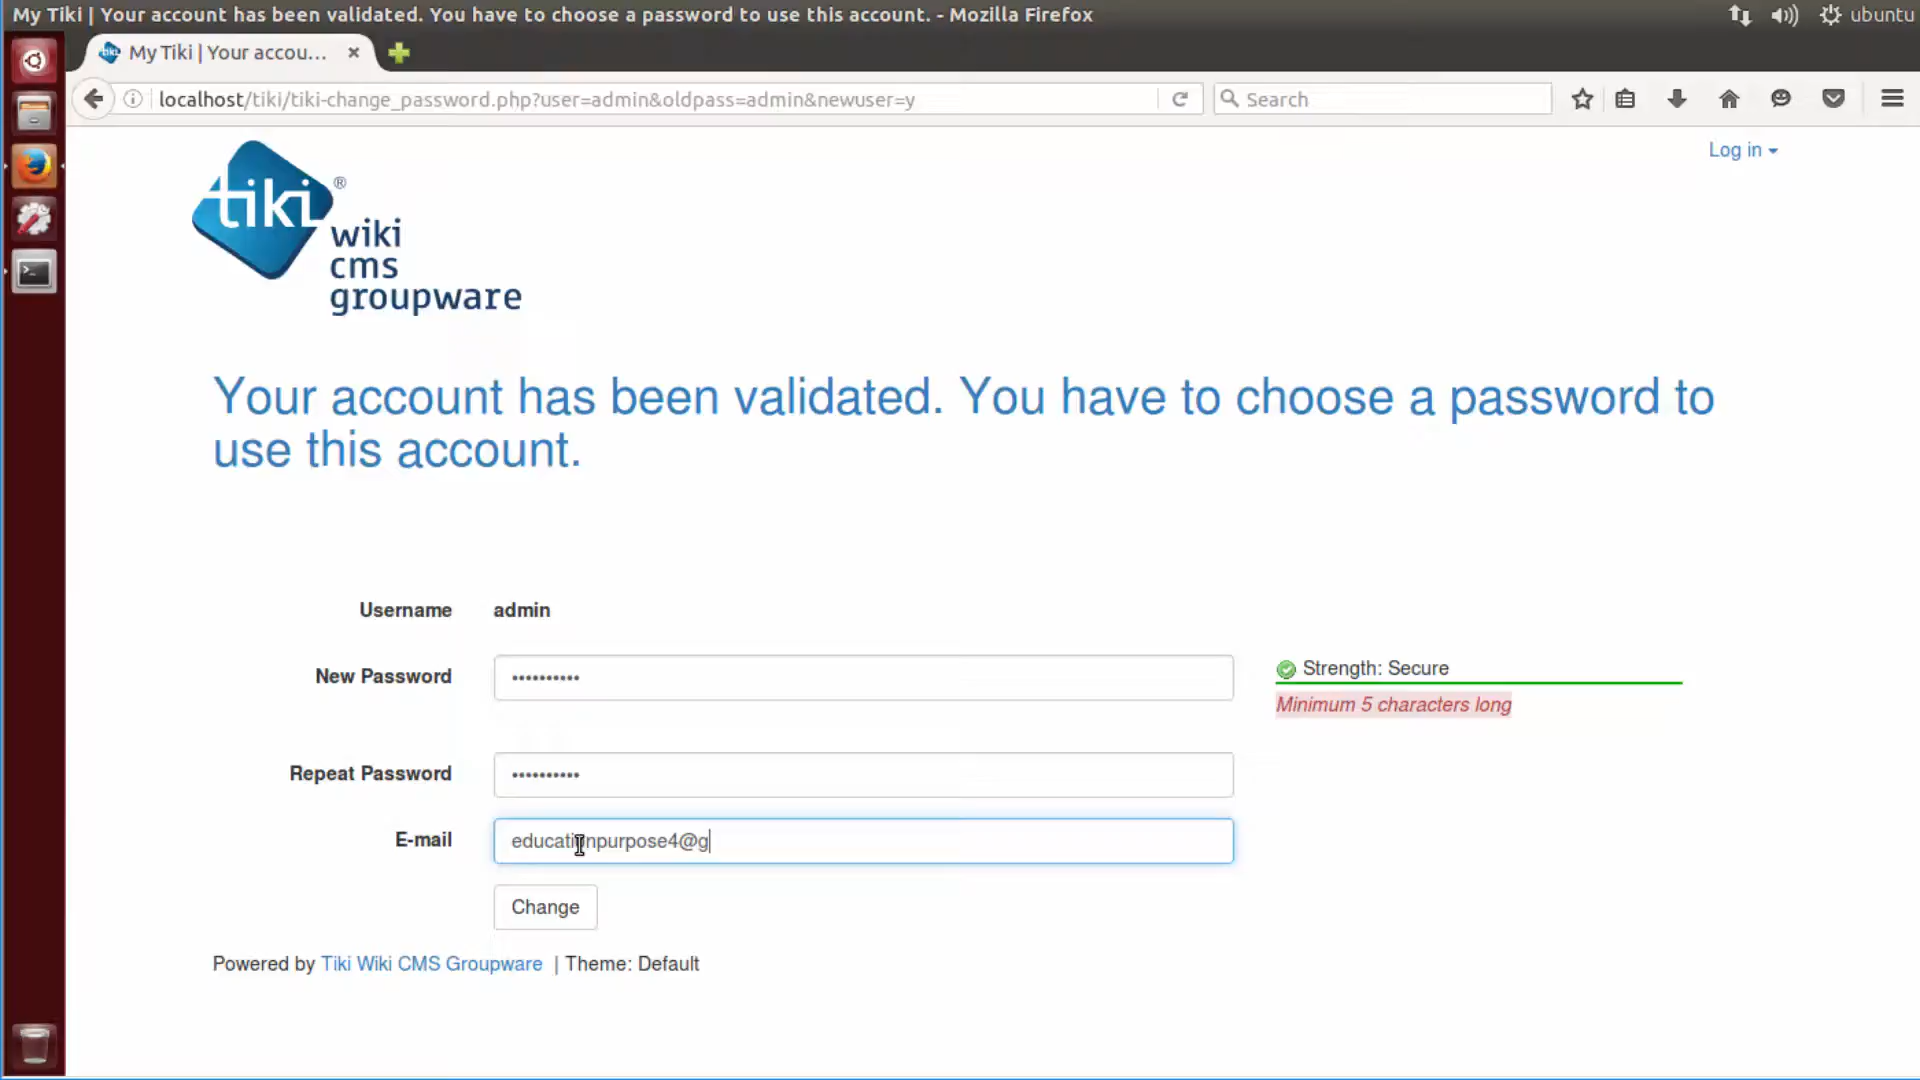 My Tiki | Your account has been validated. You have to choose a password to use this account. - Mozilla Firefox
ubuntu
My Tiki | Your accou...
localhost/tiki/tiki-change_password.php?user=admin&oldpass=admin&newuser=y
Search
Log in
tiki®
wiki
cms
groupware
Your account has been validated. You have to choose a password to
use this account.
Username admin
New Password ••••••••••
Strength: Secure
Minimum 5 characters long
Repeat Password ••••••••••
E-mail educationpurpose4@g
Change
Powered by Tiki Wiki CMS Groupware | Theme: Default